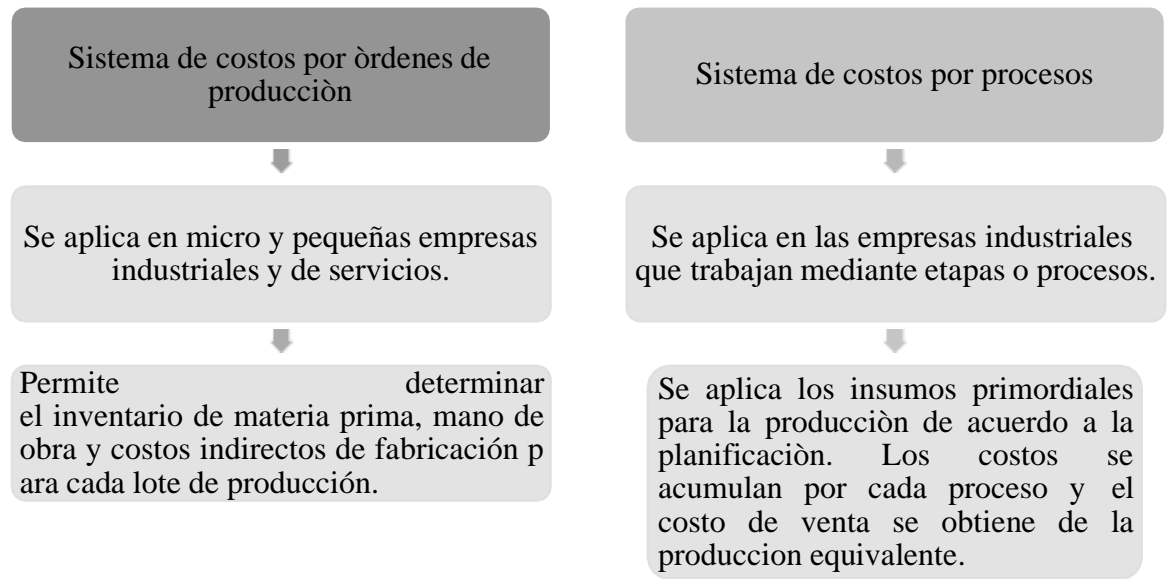 Sistema de costos por òrdenes de
producciòn
Se aplica en micro y pequeñas empresas
industriales y de servicios.
Permite determinar
el inventario de materia prima, mano de
obra y costos indirectos de fabricación p
ara cada lote de producción.
Sistema de costos por procesos
Se aplica en las empresas industriales
que trabajan mediante etapas o procesos.
Se aplica los insumos primordiales
para la producciòn de acuerdo a la
planificaciòn. Los costos se
acumulan por cada proceso y el
costo de venta se obtiene de la
produccion equivalente.